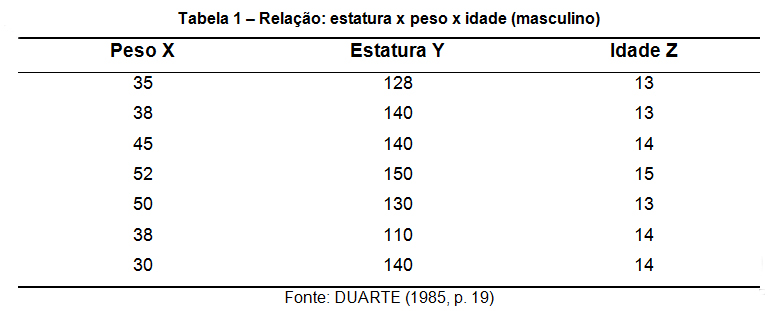 Tabela 1 – Relação: estatura x peso x idade (masculino)
Peso X Estatura Y Idade Z
35 128 13
38 140 13
45 140 14
52 150 15
50 130 13
38 110 14
30 140 14
Fonte: DUARTE (1985, p. 19)